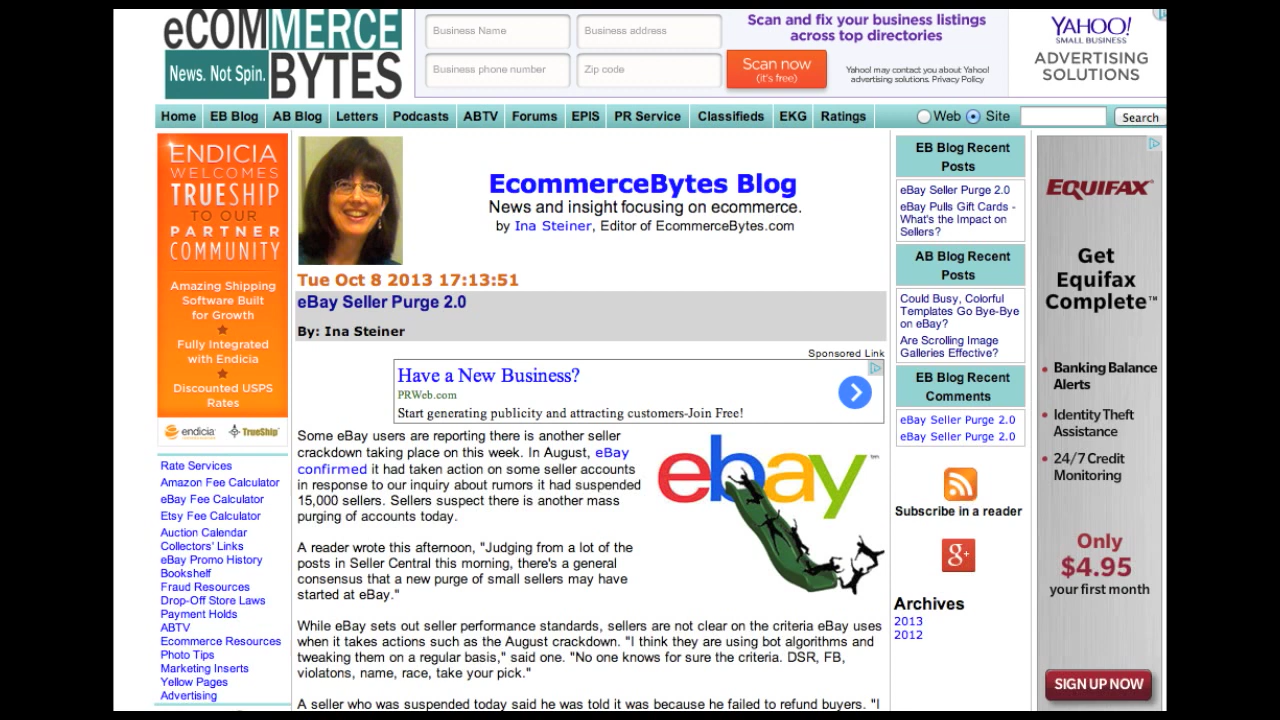 eCOMMERCE
News. Not Spin. BYTES
Business Name
Business address
Business phone number
Zip code
Scan and fix your business listings
across top directories
Scan now
(it's free)
Yahoo may contact you about Yahoo
advertising solutions. Privacy Policy
YAHOO!
SMALL BUSINESS
ADVERTISING
SOLUTIONS
Home EB Blog AB Blog Letters Podcasts ABTV Forums EPIS PR Service Classifieds EKG Ratings
Web Site Search
ENDICIA
WELCOMES
TRUESHIP
TO OUR
PARTNER
COMMUNITY
Amazing Shipping
Software Built
for Growth
Fully Integrated
with Endicia
Discounted USPS
Rates
endicia TrueShip
Rate Services
Amazon Fee Calculator
eBay Fee Calculator
Etsy Fee Calculator
Auction Calendar
Collectors' Links
eBay Promo History
Bookshelf
Fraud Resources
Drop-Off Store Laws
Payment Holds
ABTV
Ecommerce Resources
Photo Tips
Marketing Inserts
Yellow Pages
Advertising
EcommerceBytes Blog
News and insight focusing on ecommerce.
by Ina Steiner, Editor of EcommerceBytes.com
Tue Oct 8 2013 17:13:51
eBay Seller Purge 2.0
By: Ina Steiner
Sponsored Link
Have a New Business?
PRWeb.com
Start generating publicity and attracting customers-Join Free!
Some eBay users are reporting there is another seller
crackdown taking place on this week. In August, eBay
confirmed it had taken action on some seller accounts
in response to our inquiry about rumors it had suspended
15,000 sellers. Sellers suspect there is another mass
purging of accounts today.
ebay
A reader wrote this afternoon, "Judging from a lot of the
posts in Seller Central this morning, there's a general
consensus that a new purge of small sellers may have
started at eBay."
While eBay sets out seller performance standards, sellers are not clear on the criteria eBay uses
when it takes actions such as the August crackdown. "I think they are using bot algorithms and
tweaking them on a regular basis," said one. "No one knows for sure the criteria. DSR, FB,
violatons, name, race, take your pick."
A seller who was suspended today said he was told it was because he failed to refund buyers. "I
EB Blog Recent
Posts
eBay Seller Purge 2.0
eBay Pulls Gift Cards -
What's the Impact on
Sellers?
AB Blog Recent
Posts
Could Busy, Colorful
Templates Go Bye-Bye
on eBay?
Are Scrolling Image
Galleries Effective?
EB Blog Recent
Comments
eBay Seller Purge 2.0
eBay Seller Purge 2.0
Subscribe in a reader
g+
Archives
2013
2012
EQUIFAX
Get
Equifax
Complete™
• Banking Balance
Alerts
• Identity Theft
Assistance
• 24/7 Credit
Monitoring
Only
$4.95
your first month
SIGN UP NOW